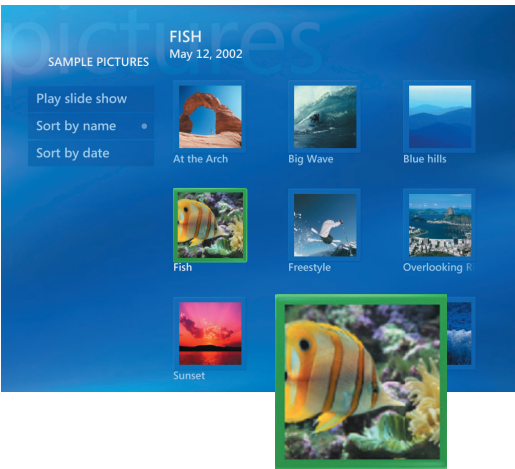 pictures
FISH
May 12, 2002
SAMPLE PICTURES
Play slide show
Sort by name
Sort by date
At the Arch
Big Wave
Blue hills
Fish
Freestyle
Overlooking R
Sunset